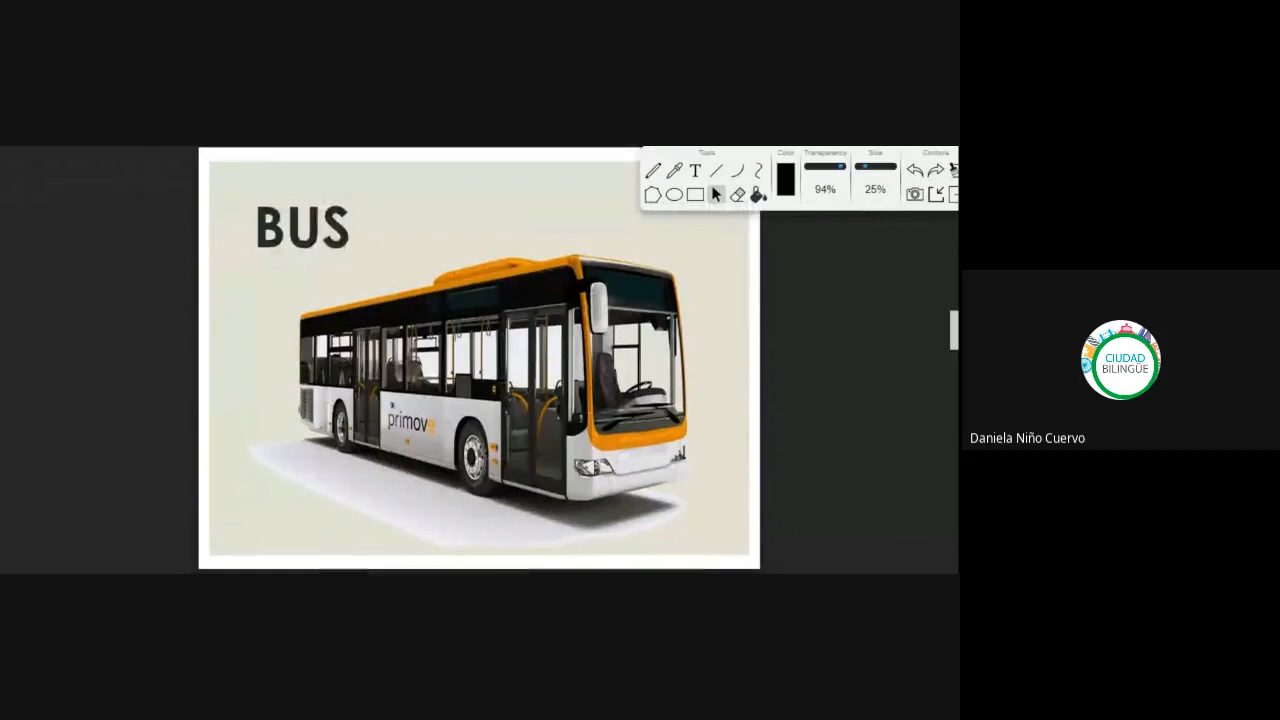 Tools
Color
Transparency
Size
Controls
T
94%
25%
BUS
primove
CIUDAD
BILINGÜE
Daniela Niño Cuervo